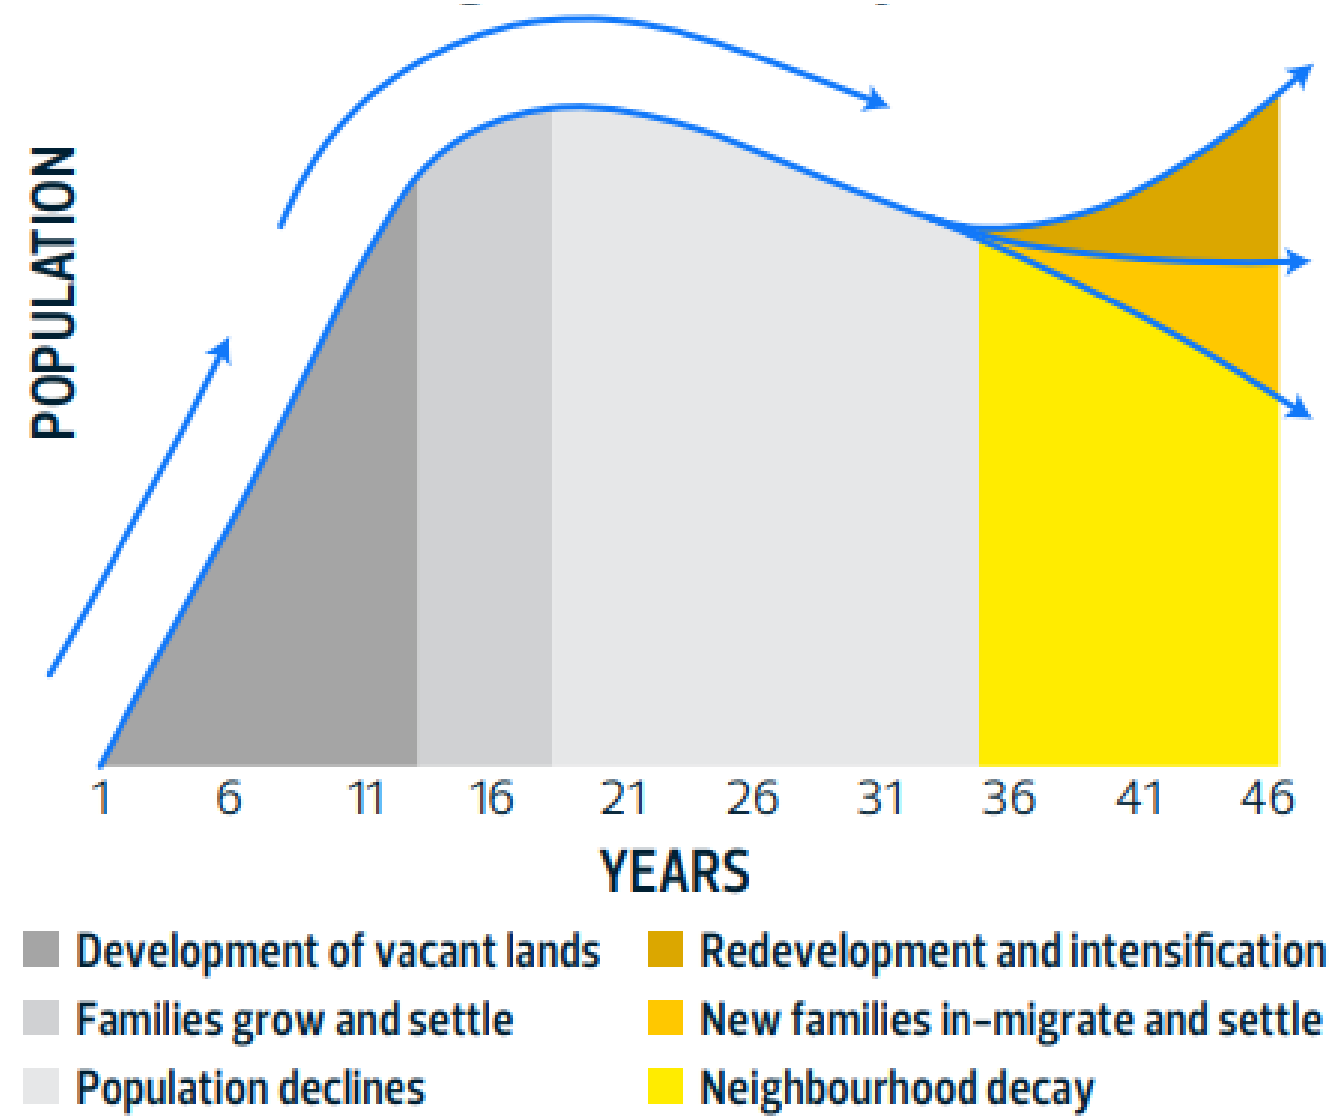 POPULATION
1 6 11 16 21 26 31 36 41 46
YEARS
Development of vacant lands
Families grow and settle
Population declines
Redevelopment and intensification
New families in-migrate and settle
Neighbourhood decay